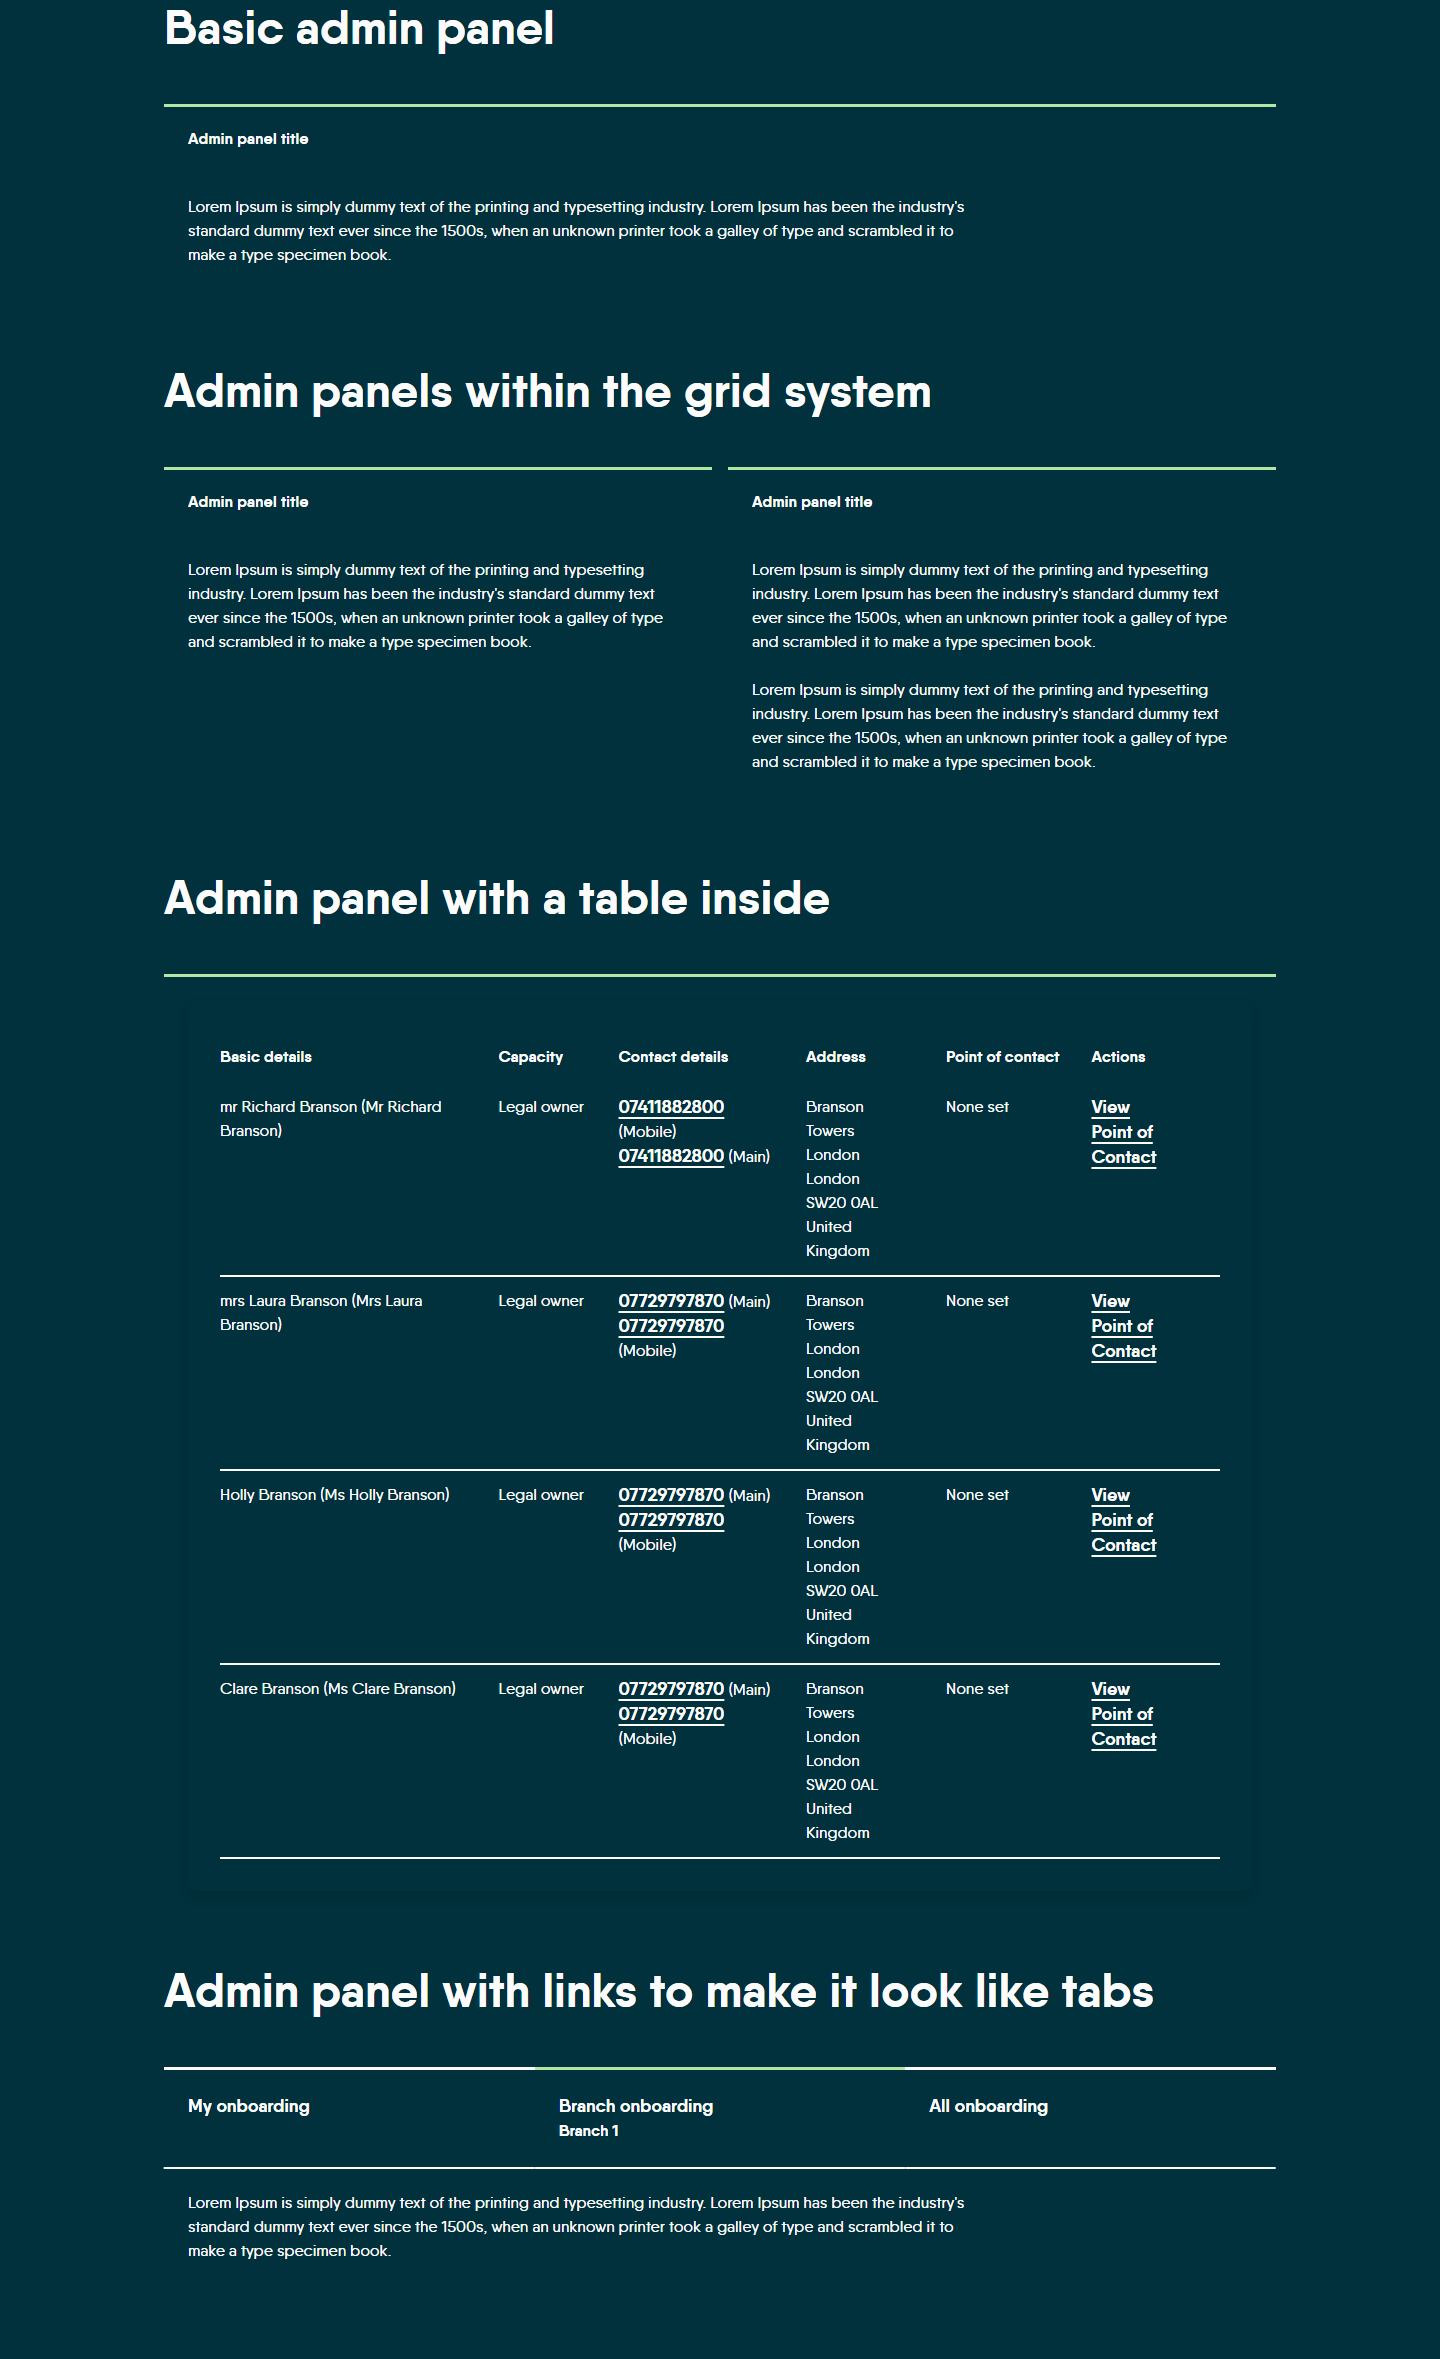 Basic admin panel
Admin panel title
Lorem Ipsum is simply dummy text of the printing and typesetting industry. Lorem Ipsum has been the industry's
standard dummy text ever since the 1500s, when an unknown printer took a galley of type and scrambled it to
make a type specimen book.
Admin panels within the grid system
Admin panel title
Lorem Ipsum is simply dummy text of the printing and typesetting
industry. Lorem Ipsum has been the industry's standard dummy text
ever since the 1500s, when an unknown printer took a galley of type
and scrambled it to make a type specimen book.
Admin panel title
Lorem Ipsum is simply dummy text of the printing and typesetting
industry. Lorem Ipsum has been the industry's standard dummy text
ever since the 1500s, when an unknown printer took a galley of type
and scrambled it to make a type specimen book.
Lorem Ipsum is simply dummy text of the printing and typesetting
industry. Lorem Ipsum has been the industry's standard dummy text
ever since the 1500s, when an unknown printer took a galley of type
and scrambled it to make a type specimen book.
Admin panel with a table inside
Basic details Capacity Contact details Address Point of contact Actions
mr Richard Branson (Mr Richard
Branson)
Legal owner
07411882800
(Mobile)
07411882800 (Main)
Branson
Towers
London
London
SW20 0AL
United
Kingdom
None set
View
Point of
Contact
mrs Laura Branson (Mrs Laura
Branson)
Legal owner
07729797870 (Main)
07729797870
(Mobile)
Branson
Towers
London
London
SW20 0AL
United
Kingdom
None set
View
Point of
Contact
Holly Branson (Ms Holly Branson)
Legal owner
07729797870 (Main)
07729797870
(Mobile)
Branson
Towers
London
London
SW20 0AL
United
Kingdom
None set
View
Point of
Contact
Clare Branson (Ms Clare Branson)
Legal owner
07729797870 (Main)
07729797870
(Mobile)
Branson
Towers
London
London
SW20 0AL
United
Kingdom
None set
View
Point of
Contact
Admin panel with links to make it look like tabs
My onboarding
Branch onboarding
Branch 1
All onboarding
Lorem Ipsum is simply dummy text of the printing and typesetting industry. Lorem Ipsum has been the industry's
standard dummy text ever since the 1500s, when an unknown printer took a galley of type and scrambled it to
make a type specimen book.